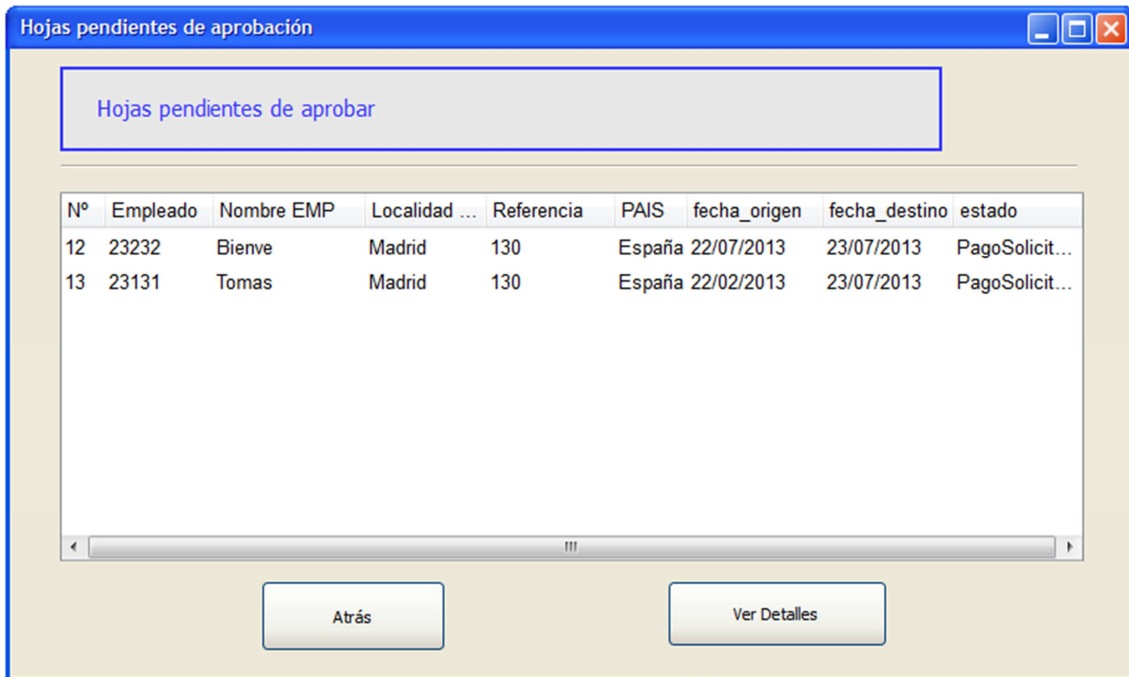 Hojas pendientes de aprobación
Hojas pendientes de aprobar
Nº Empleado Nombre EMP Localidad ... Referencia PAIS fecha_origen fecha_destino estado
12 23232 Bienve Madrid 130 España 22/07/2013 23/07/2013 PagoSolicit...
13 23131 Tomas Madrid 130 España 22/02/2013 23/07/2013 PagoSolicit...
Atrás Ver Detalles